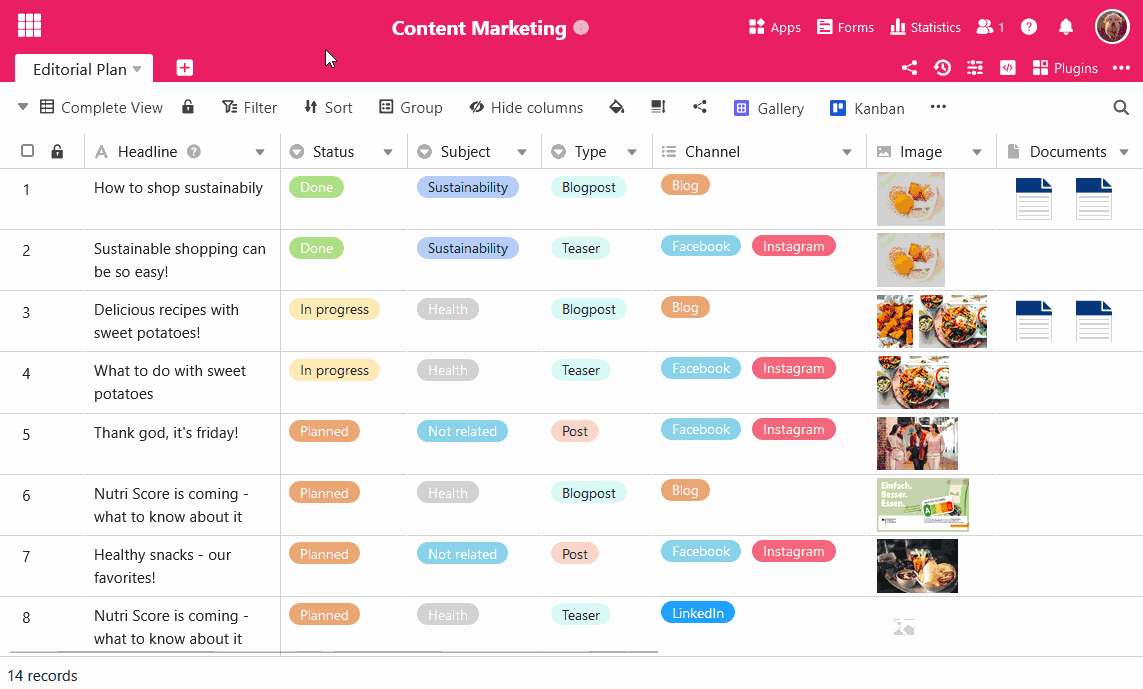 Content Marketing
Apps
Forms
Statistics
1
Editorial Plan
Plugins
Complete View
Filter
Sort
Group
Hide columns
Gallery
Kanban
Headline
Status
Subject
Type
Channel
Image
Documents
1
How to shop sustainabily
Done
Sustainability
Blogpost
Blog
2
Sustainable shopping can
be so easy!
Done
Sustainability
Teaser
Facebook
Instagram
3
Delicious recipes with
sweet potatoes!
In progress
Health
Blogpost
Blog
4
What to do with sweet
potatoes
In progress
Health
Teaser
Facebook
Instagram
5
Thank god, it's friday!
Planned
Not related
Post
Facebook
Instagram
6
Nutri Score is coming -
what to know about it
Planned
Health
Blogpost
Blog
Einfach.
Besser.
Essen.
7
Healthy snacks - our
favorites!
Planned
Not related
Post
Facebook
Instagram
8
Nutri Score is coming -
what to know about it
Planned
Health
Teaser
LinkedIn
14 records